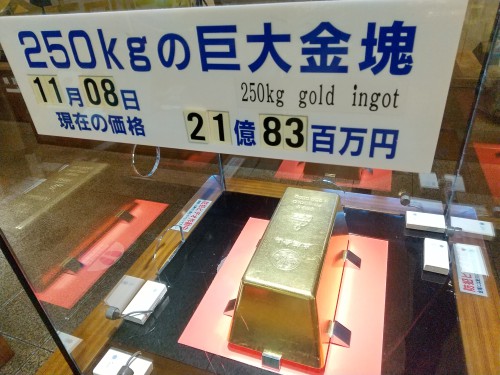 250kgの巨大金塊
11月08日
250kg gold ingot
現在の価格
21億83百万円